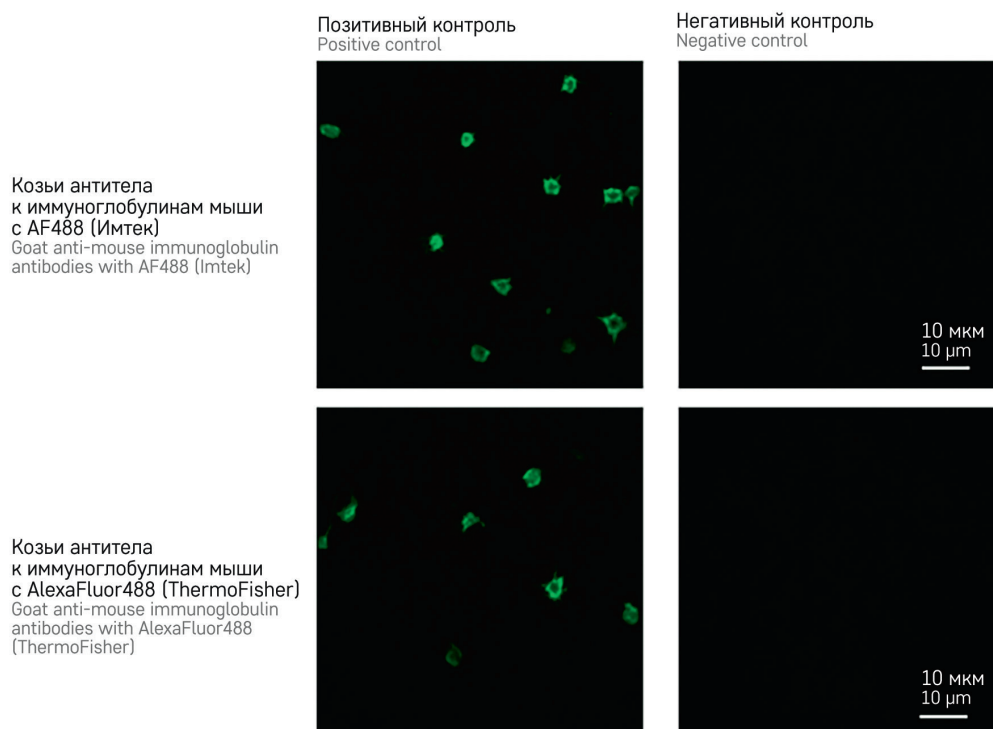 Позитивный контроль
Positive control
Негативный контроль
Negative control
Козьи антитела
к иммуноглобулинам мыши
с AF488 (Имтек)
Goat anti-mouse immunoglobulin
antibodies with AF488 (Imtek)
10 мкм
10 µm
Козьи антитела
к иммуноглобулинам мыши
с AlexaFluor488 (ThermoFisher)
Goat anti-mouse immunoglobulin
antibodies with AlexaFluor488
(ThermoFisher)
10 мкм
10 µm